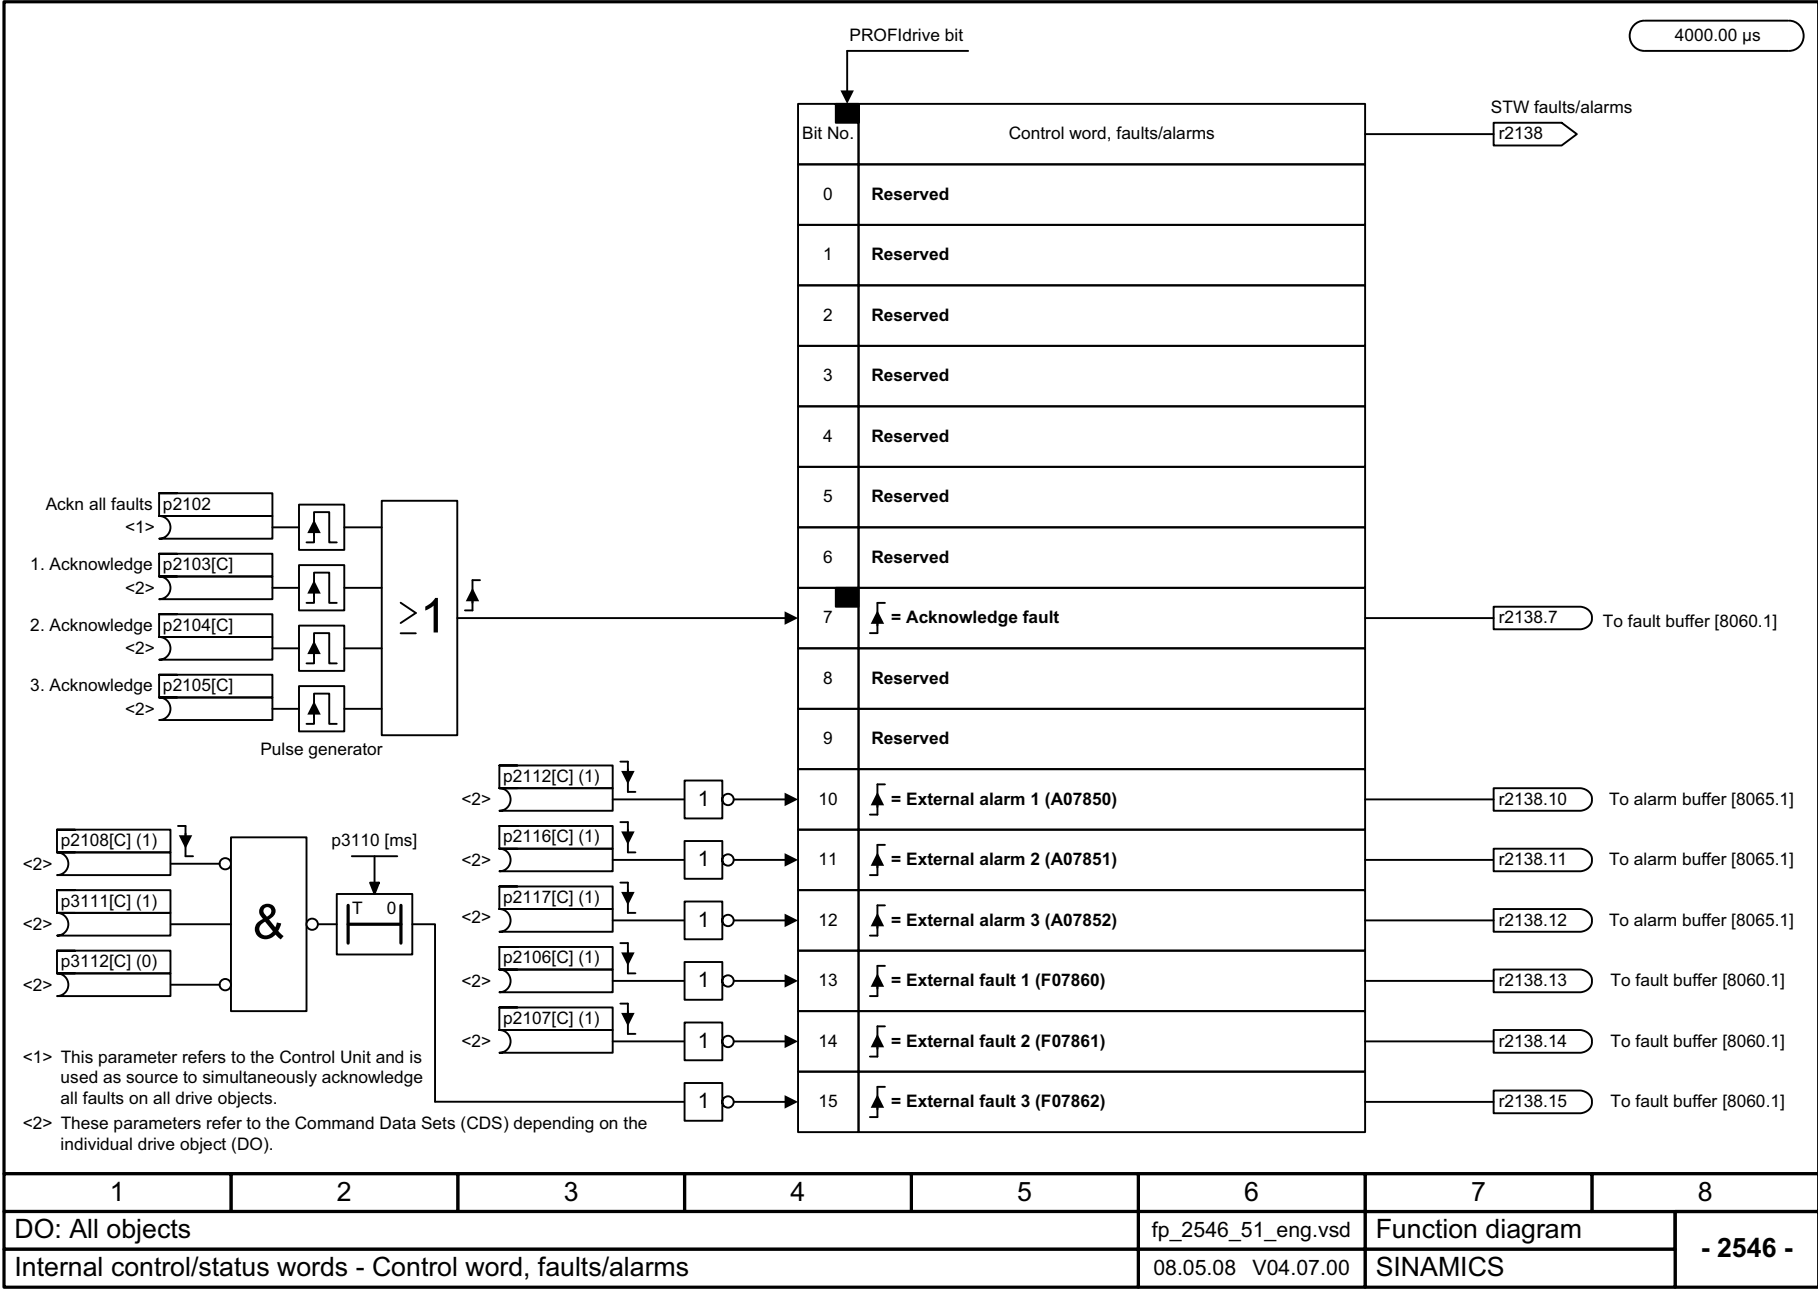 PROFIdrive bit
4000.00 µs
STW faults/alarms
Bit No. Control word, faults/alarms r2138
0 Reserved
1 Reserved
2 Reserved
3 Reserved
4 Reserved
5 Reserved
6 Reserved
7 = Acknowledge fault r2138.7 To fault buffer [8060.1]
8 Reserved
9 Reserved
10 = External alarm 1 (A07850) r2138.10 To alarm buffer [8065.1]
11 = External alarm 2 (A07851) r2138.11 To alarm buffer [8065.1]
12 = External alarm 3 (A07852) r2138.12 To alarm buffer [8065.1]
13 = External fault 1 (F07860) r2138.13 To fault buffer [8060.1]
14 = External fault 2 (F07861) r2138.14 To fault buffer [8060.1]
15 = External fault 3 (F07862) r2138.15 To fault buffer [8060.1]
Ackn all faults p2102
<1>
1. Acknowledge p2103[C]
<2>
2. Acknowledge p2104[C]
<2>
3. Acknowledge p2105[C]
<2>
≥1
Pulse generator
p2112[C] (1)
<2> 1
p2116[C] (1)
<2> 1
p2117[C] (1)
<2> 1
p2106[C] (1)
<2> 1
p2107[C] (1)
<2> 1
1
p2108[C] (1)
<2>
p3111[C] (1)
<2>
p3112[C] (0)
<2>
&
p3110 [ms]
T 0
<1> This parameter refers to the Control Unit and is
used as source to simultaneously acknowledge
all faults on all drive objects.
<2> These parameters refer to the Command Data Sets (CDS) depending on the
individual drive object (DO).
1 2 3 4 5 6 7 8
DO: All objects fp_2546_51_eng.vsd Function diagram
- 2546 -
Internal control/status words - Control word, faults/alarms 08.05.08 V04.07.00 SINAMICS